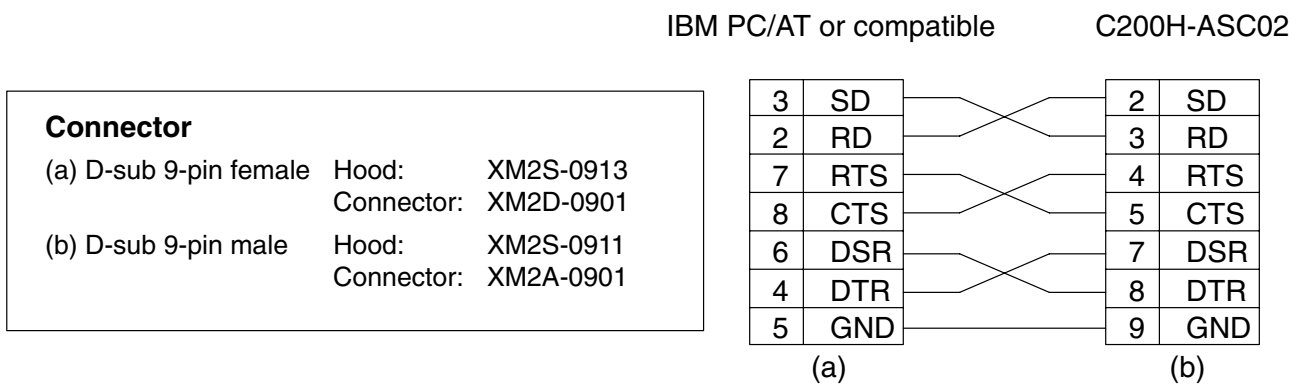 IBM PC/AT or compatible C200H-ASC02
Connector
(a) D-sub 9-pin female Hood: XM2S-0913
Connector: XM2D-0901
(b) D-sub 9-pin male Hood: XM2S-0911
Connector: XM2A-0901
3 SD 2 SD
2 RD 3 RD
7 RTS 4 RTS
8 CTS 5 CTS
6 DSR 7 DSR
4 DTR 8 DTR
5 GND 9 GND
(a) (b)